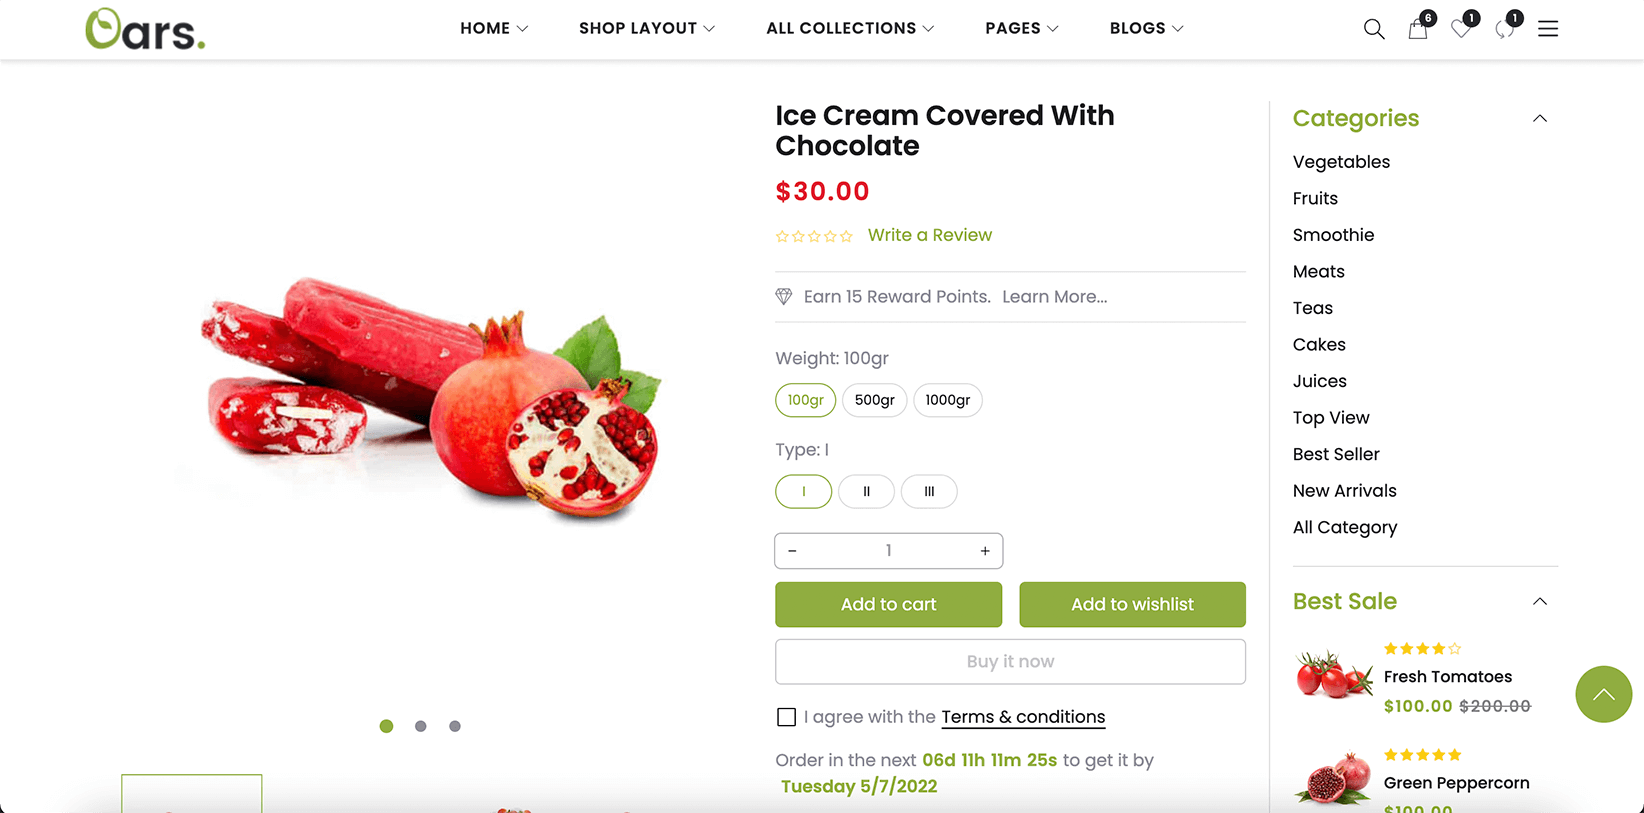 Oars.
HOME
SHOP LAYOUT
ALL COLLECTIONS
PAGES
BLOGS
6
1
1
Ice Cream Covered With
Chocolate
$30.00
Write a Review
Earn 15 Reward Points. Learn More...
Weight: 100gr
100gr
500gr
1000gr
Type: I
I
II
III
− 1 +
Add to cart
Add to wishlist
Buy it now
I agree with the Terms & conditions
Order in the next 06d 11h 11m 25s to get it by
Tuesday 5/7/2022
Categories
Vegetables
Fruits
Smoothie
Meats
Teas
Cakes
Juices
Top View
Best Seller
New Arrivals
All Category
Best Sale
Fresh Tomatoes
$100.00 $200.00
Green Peppercorn
$100.00